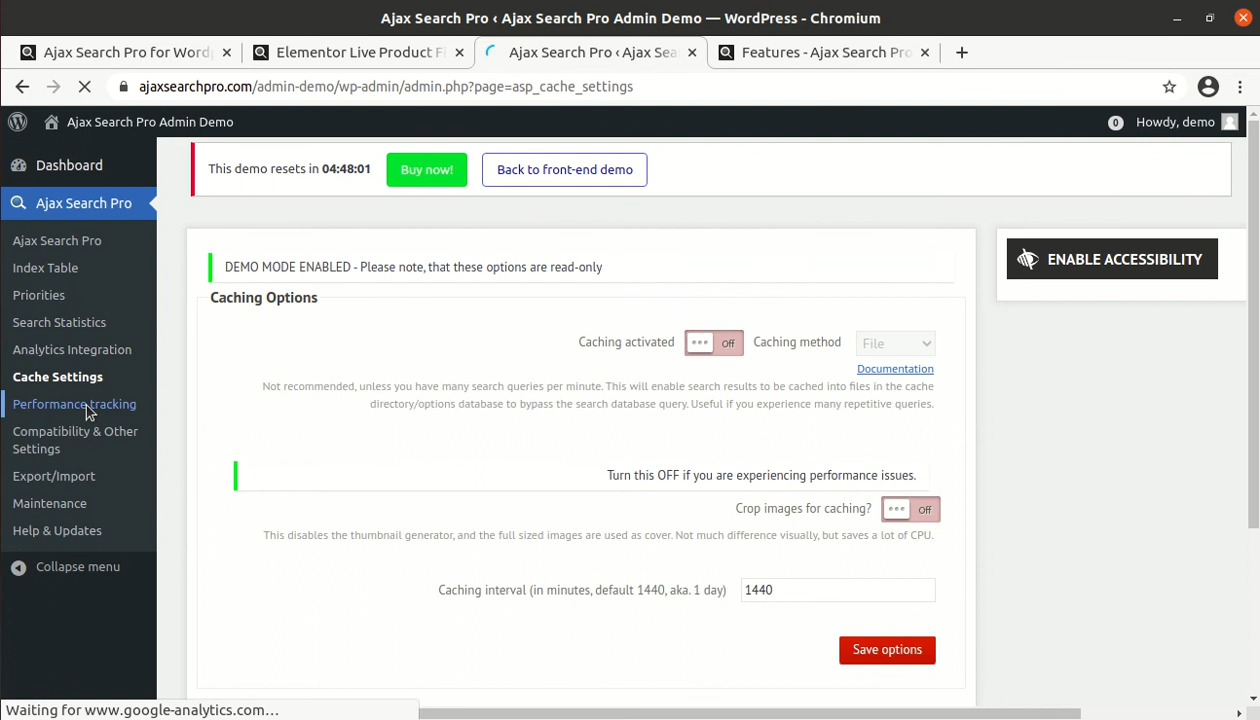 Ajax Search Pro ‹ Ajax Search Pro Admin Demo — WordPress - Chromium
Ajax Search Pro for Wordp
Elementor Live Product Fi
Ajax Search Pro ‹ Ajax Sea
Features - Ajax Search Pro
ajaxsearchpro.com/admin-demo/wp-admin/admin.php?page=asp_cache_settings
Ajax Search Pro Admin Demo
0
Howdy, demo
Dashboard
Ajax Search Pro
Ajax Search Pro
Index Table
Priorities
Search Statistics
Analytics Integration
Cache Settings
Performance tracking
Compatibility & Other
Settings
Export/Import
Maintenance
Help & Updates
Collapse menu
This demo resets in 04:48:01
Buy now!
Back to front-end demo
DEMO MODE ENABLED - Please note, that these options are read-only
Caching Options
Caching activated
Off
Caching method
File
Documentation
Not recommended, unless you have many search queries per minute. This will enable search results to be cached into files in the cache
directory/options database to bypass the search database query. Useful if you experience many repetitive queries.
Turn this OFF if you are experiencing performance issues.
Crop images for caching?
Off
This disables the thumbnail generator, and the full sized images are used as cover. Not much difference visually, but saves a lot of CPU.
Caching interval (in minutes, default 1440, aka. 1 day)
1440
Save options
ENABLE ACCESSIBILITY
Waiting for www.google-analytics.com…